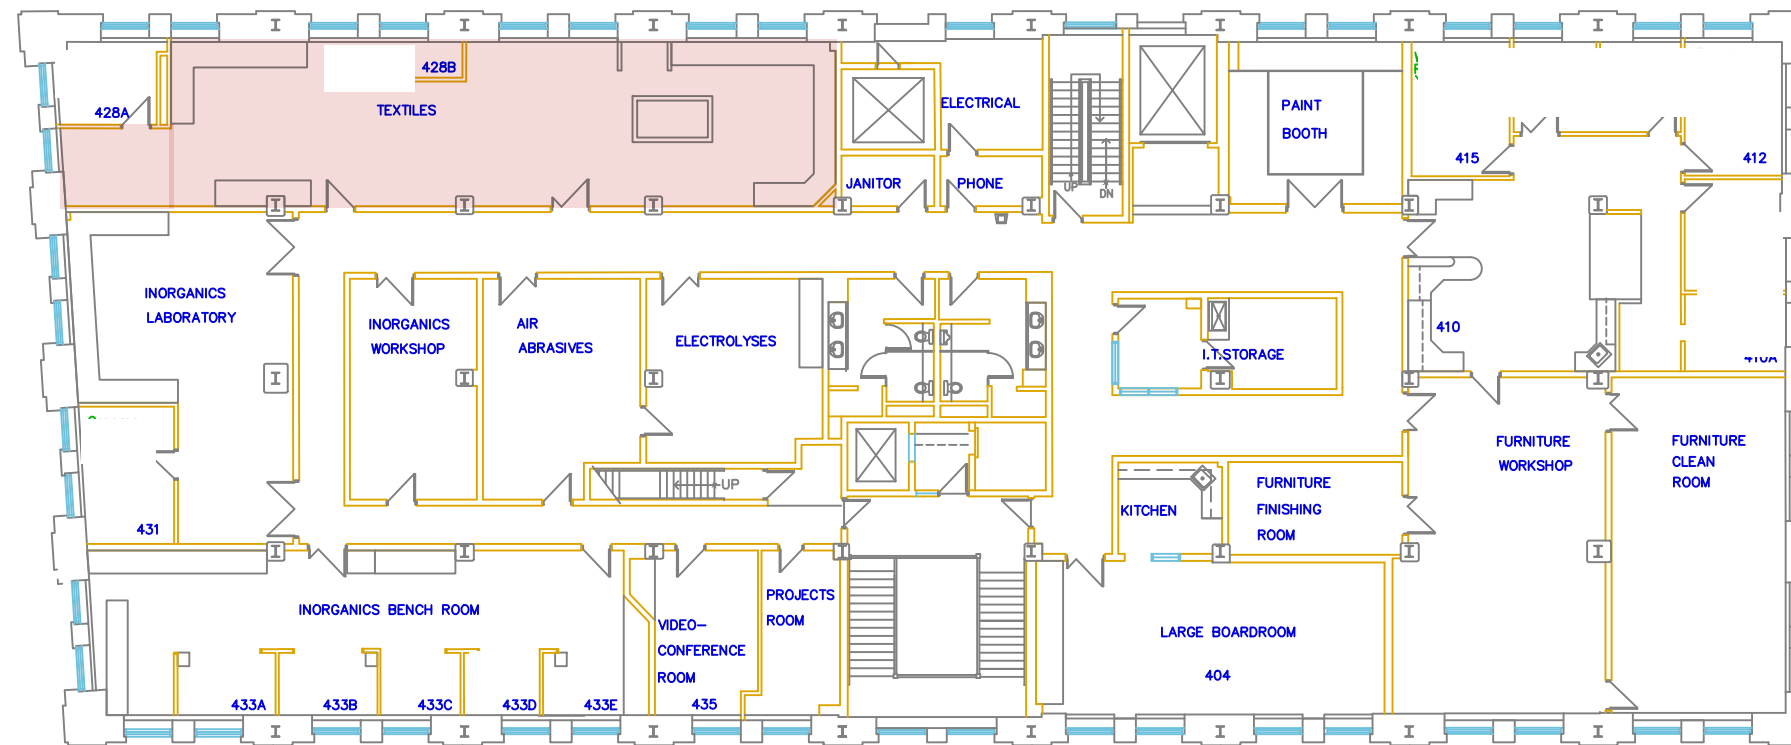 428B
TEXTILES
428A
ELECTRICAL
PAINT
BOOTH
415
412
JANITOR
PHONE
UP
DN
INORGANICS
LABORATORY
INORGANICS
WORKSHOP
AIR
ABRASIVES
ELECTROLYSES
I.T.STORAGE
410
FURNITURE
WORKSHOP
FURNITURE
CLEAN
ROOM
UP
KITCHEN
FURNITURE
FINISHING
ROOM
431
INORGANICS BENCH ROOM
PROJECTS
ROOM
VIDEO-
CONFERENCE
ROOM
LARGE BOARDROOM
404
433A
433B
433C
433D
433E
435